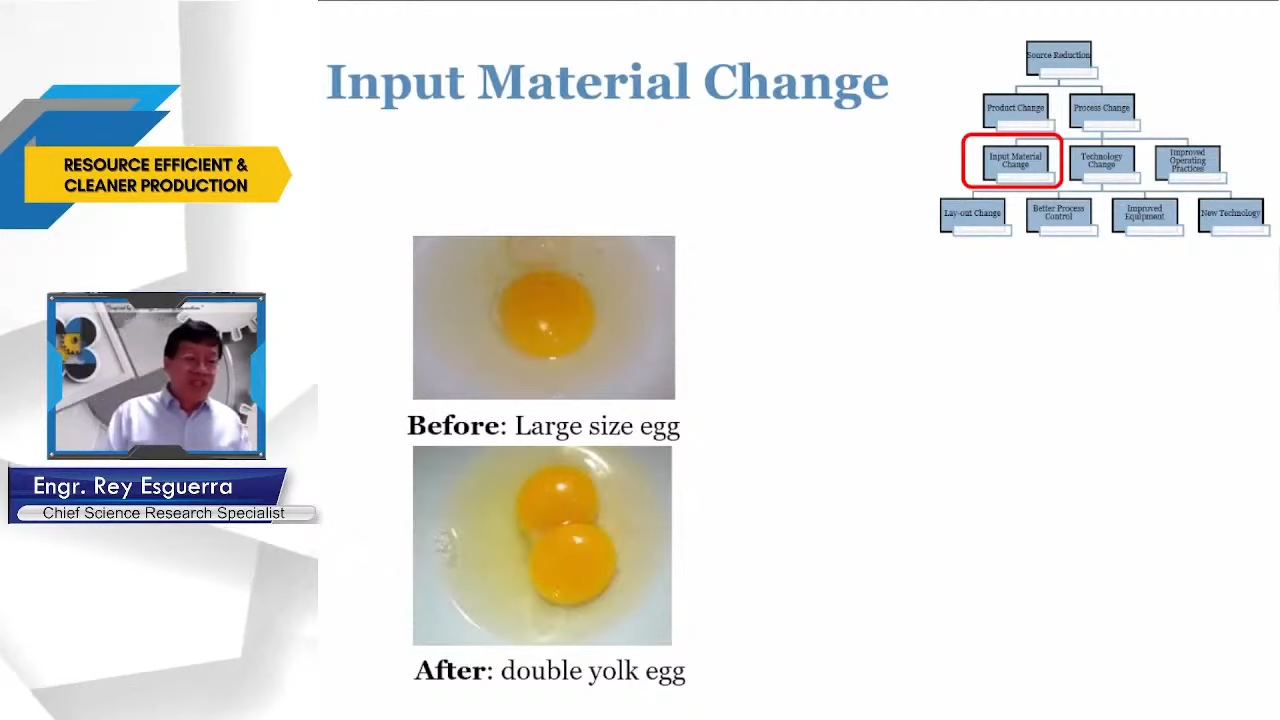 Input Material Change
Source Reduction
Product Change
Process Change
Input Material
Change
Technology
Change
Improved
Operating
Practices
Lay-out Change
Better Process
Control
Improved
Equipment
New Technology
RESOURCE EFFICIENT &
CLEANER PRODUCTION
Before: Large size egg
After: double yolk egg
Engr. Rey Esguerra
Chief Science Research Specialist